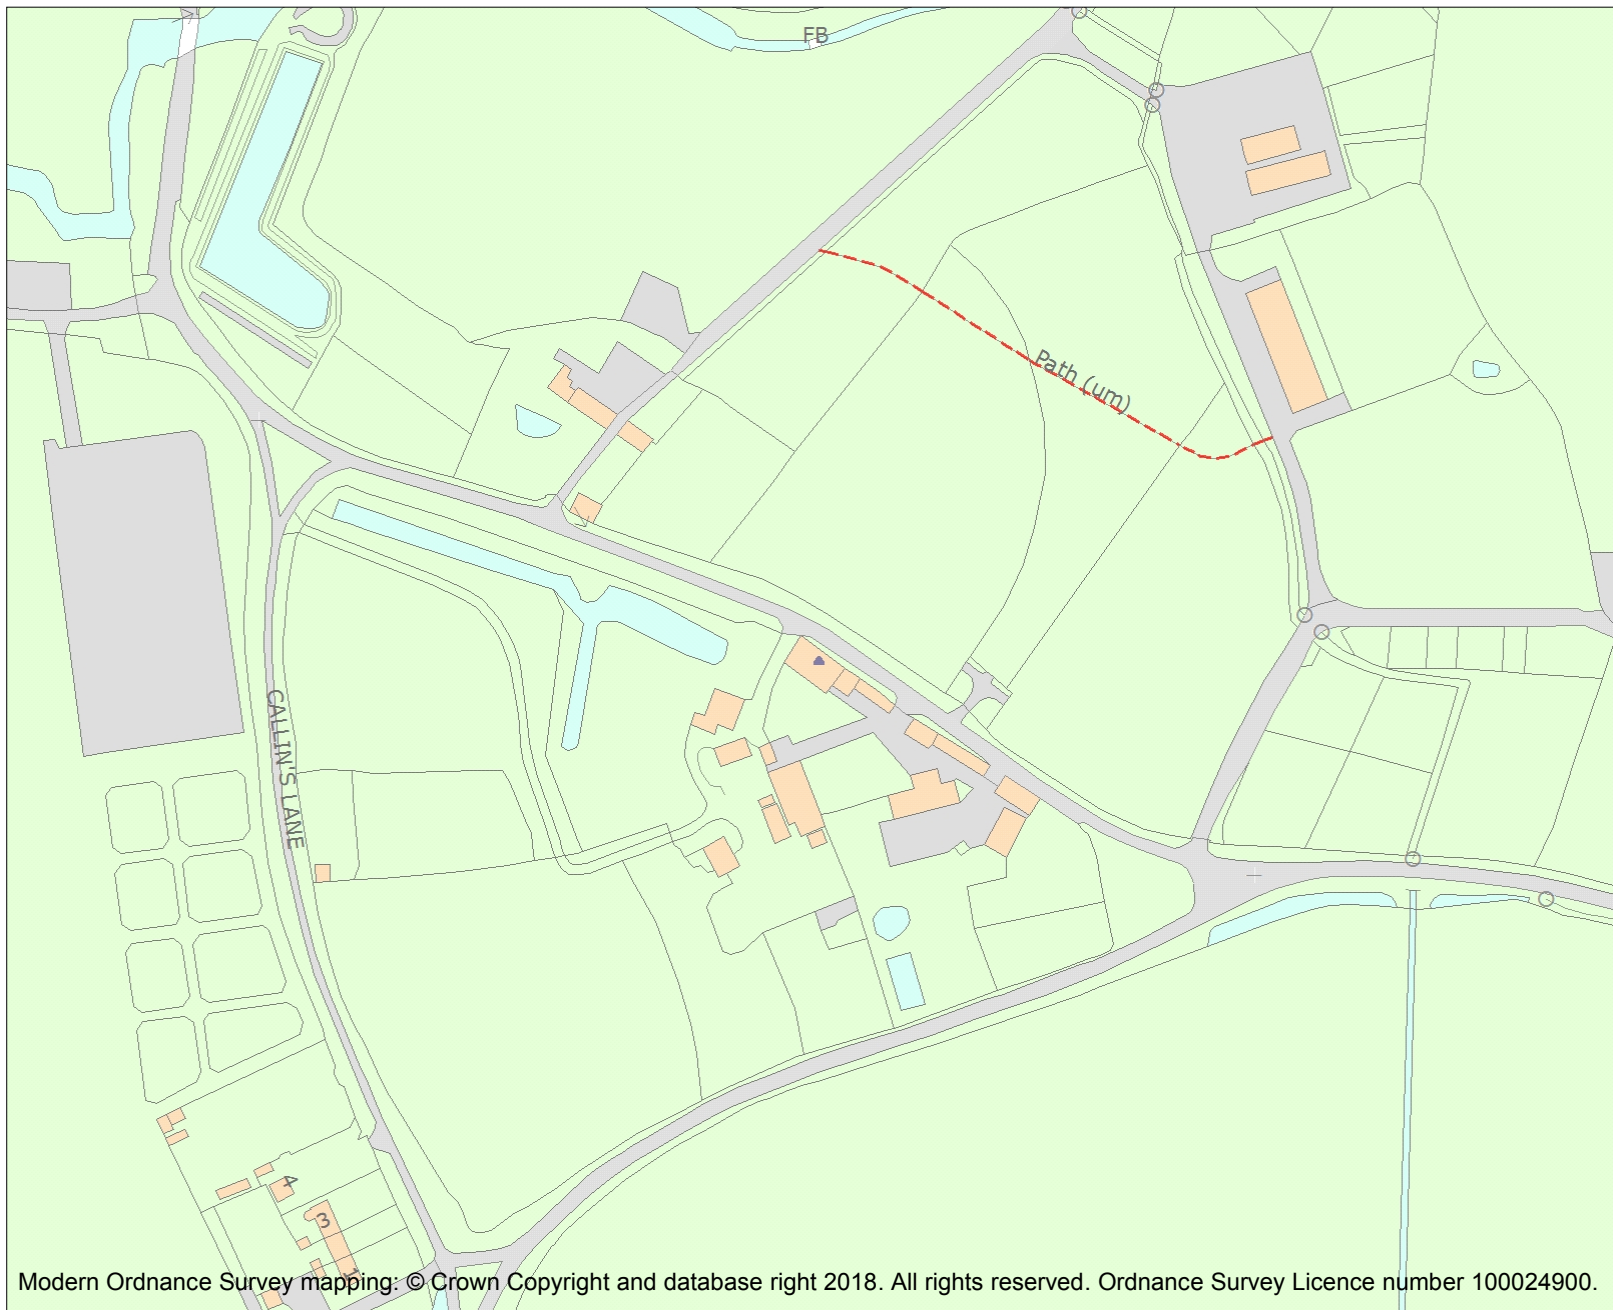 FB
Path (um)
CALLIN'S LANE
4
3
1
Modern Ordnance Survey mapping: © Crown Copyright and database right 2018. All rights reserved. Ordnance Survey Licence number 100024900.